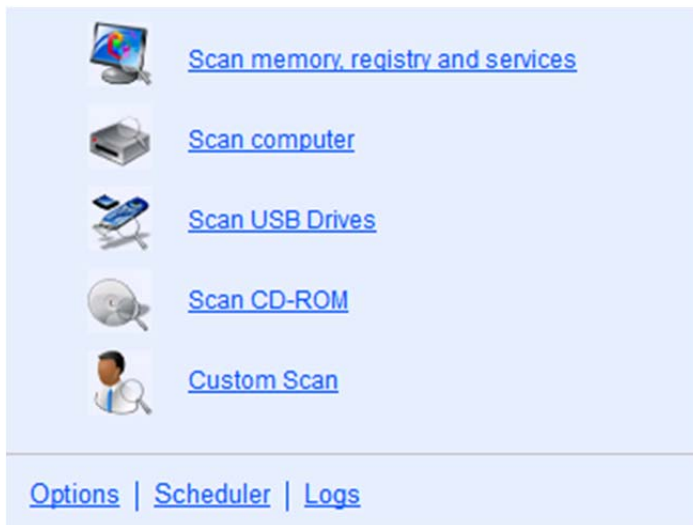 Scan memory, registry and services
Scan computer
Scan USB Drives
Scan CD-ROM
Custom Scan
Options | Scheduler | Logs